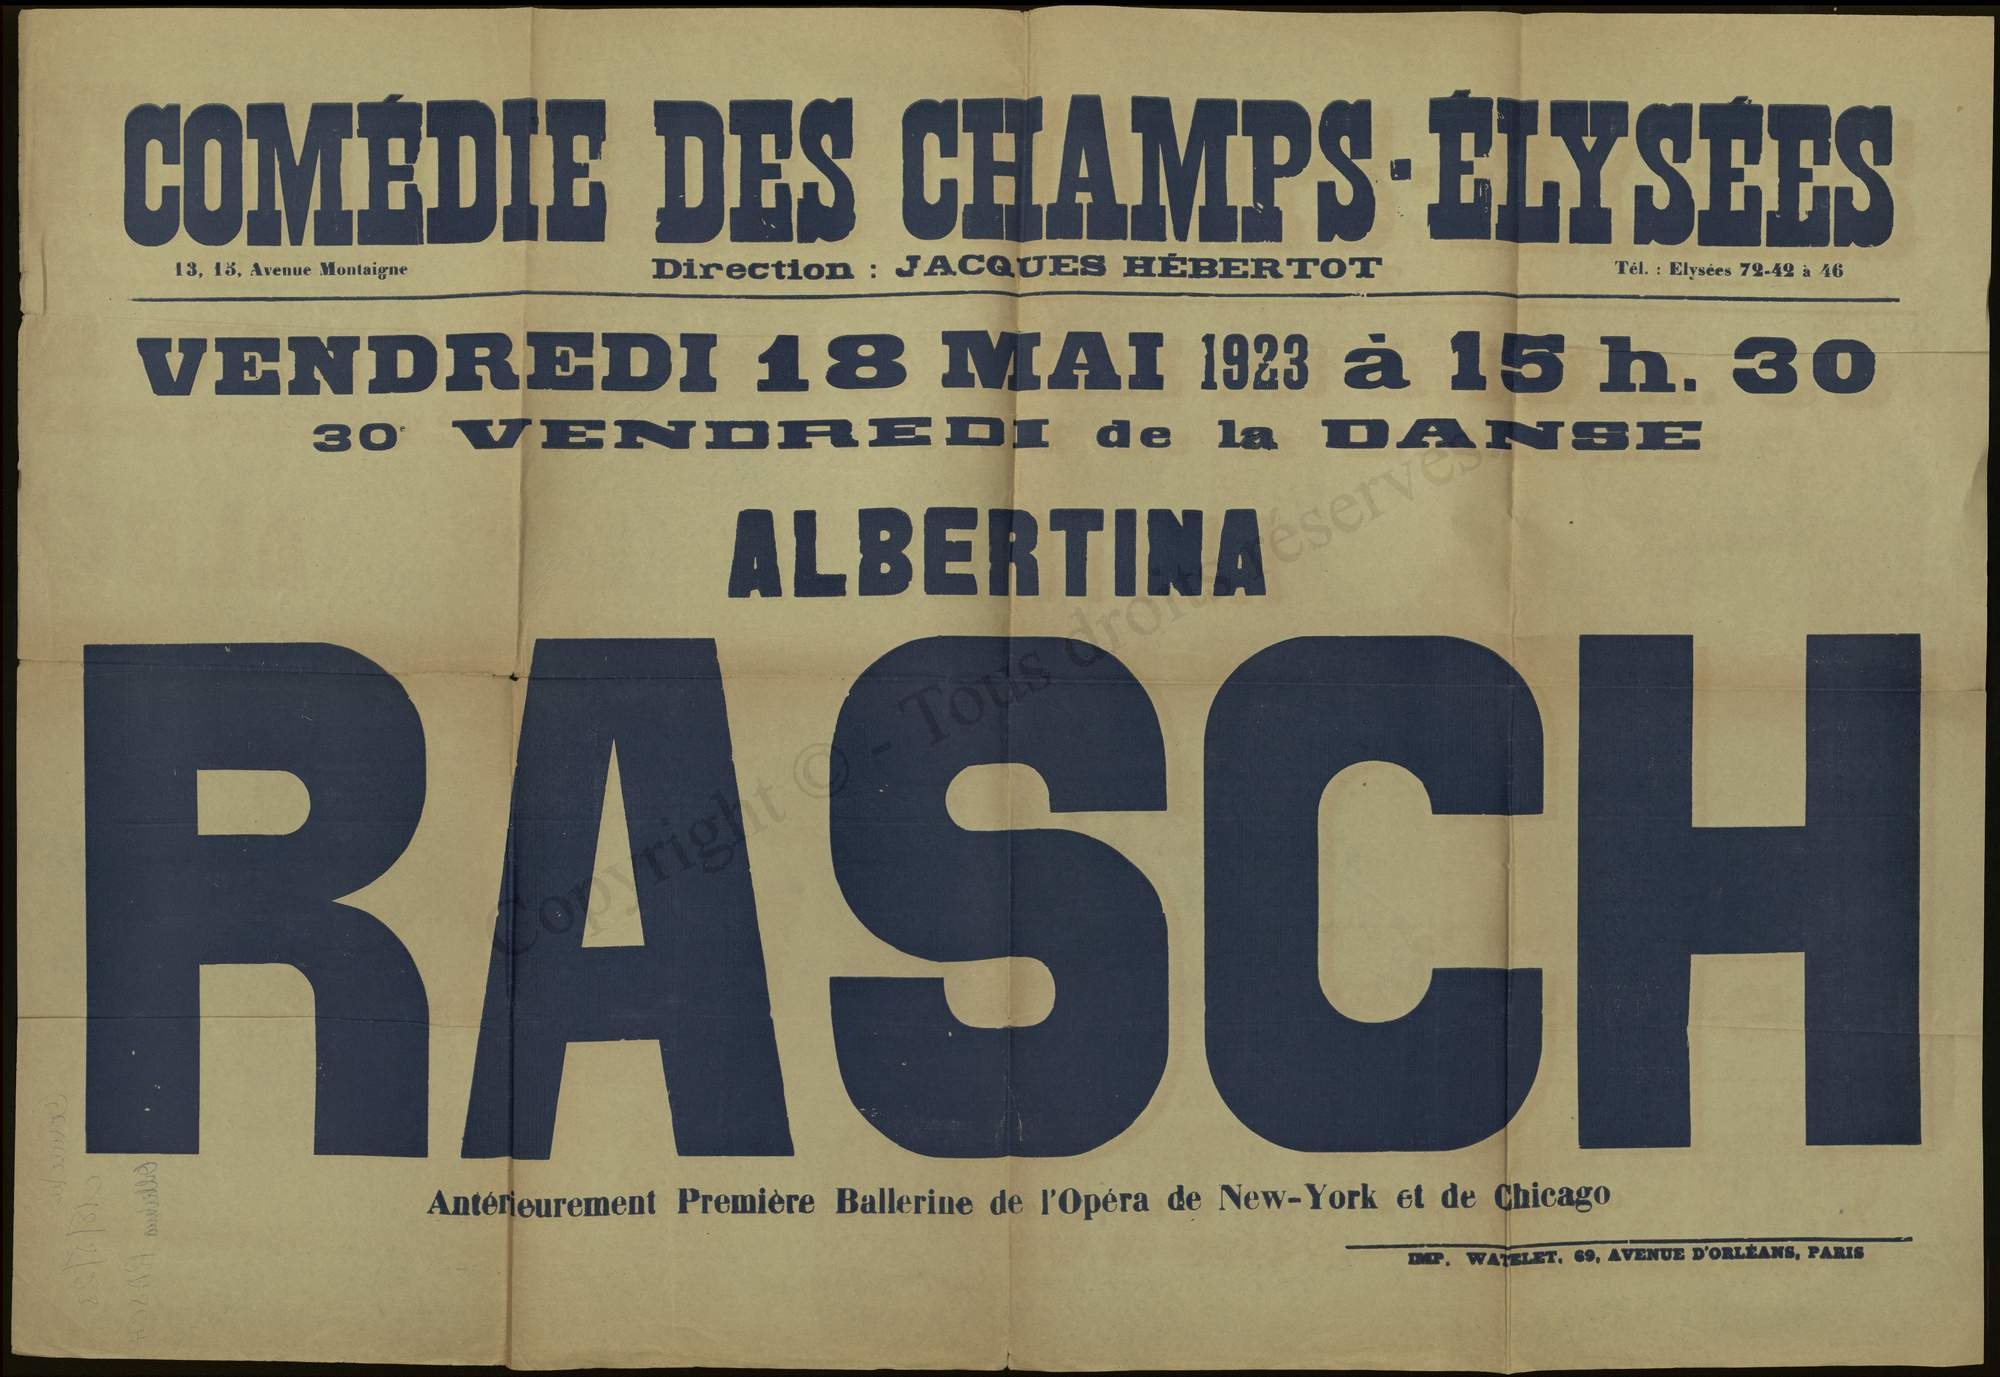 COMÉDIE DES CHAMPS-ÉLYSÉES
13, 15, Avenue Montaigne
Direction : JACQUES HÉBERTOT
Tél. : Elysées 72-42 à 46
VENDREDI 18 MAI 1923 à 15 h. 30
30e VENDREDI de la DANSE
ALBERTINA
RASCH
Antérieurement Première Ballerine de l'Opéra de New-York et de Chicago
IMP. WATELET, 69, AVENUE D'ORLÉANS, PARIS
Copyright © - Tous droits réservés